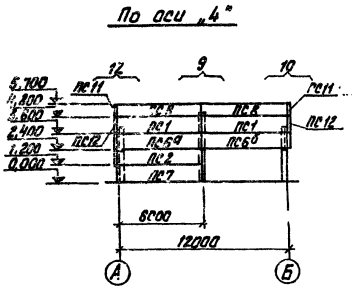 По оси „4"
12
9
10
5,700
4,800
3,600
2,400
1,200
0,000
ПС11
ПС12
ПС8
ПС1
ПС6а
ПС2
ПС7
ПС8
ПС1
ПС6б
ПС11
ПС12
6000
12000
А
Б